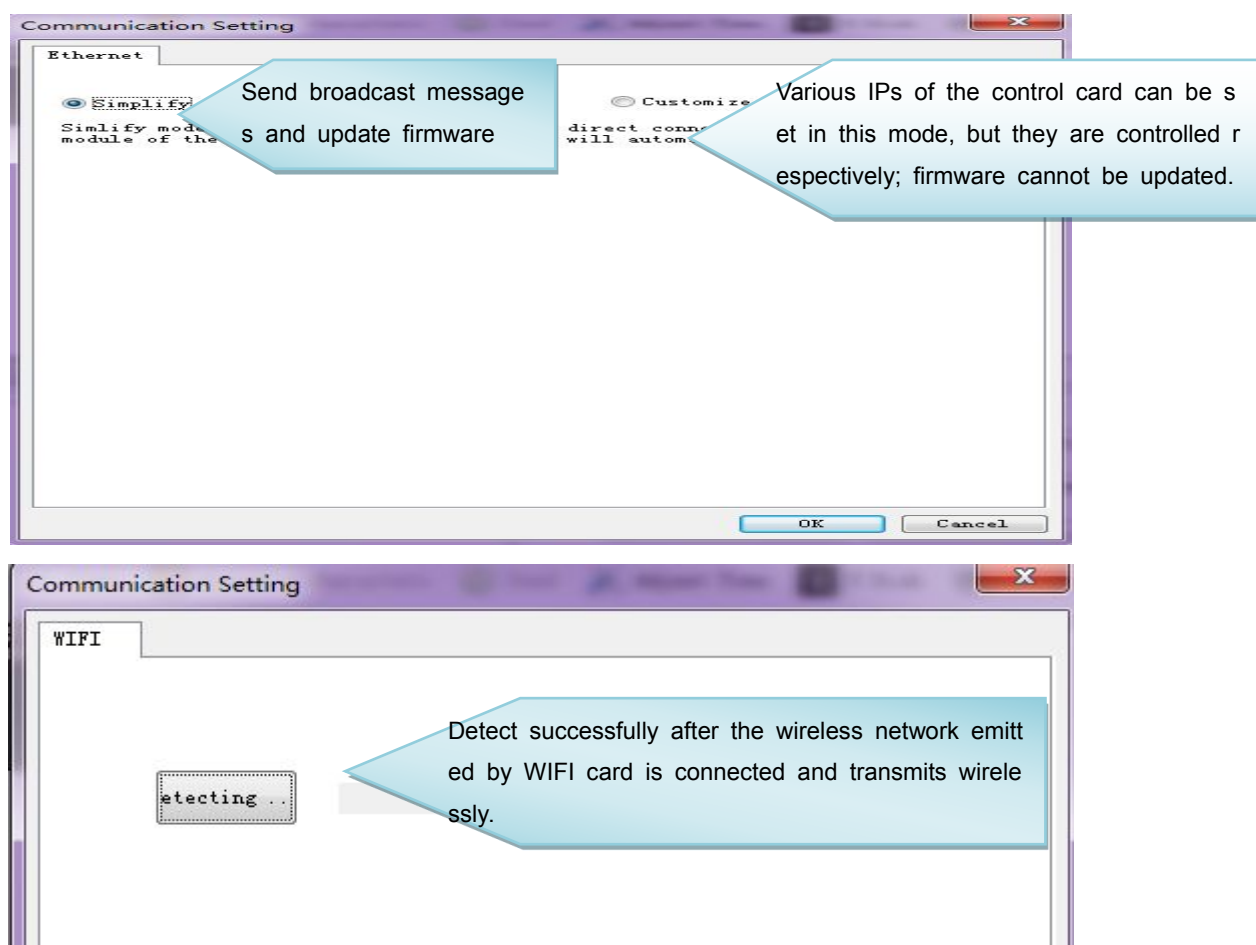 Communication Setting
Ethernet
Simplify
Customize
Simlify mode
direct conn
module of the
will autom
Send broadcast message
s and update firmware
Various IPs of the control card can be s
et in this mode, but they are controlled r
espectively; firmware cannot be updated.
OK
Cancel
Communication Setting
WIFI
etecting ..
Detect successfully after the wireless network emitt
ed by WIFI card is connected and transmits wirele
ssly.